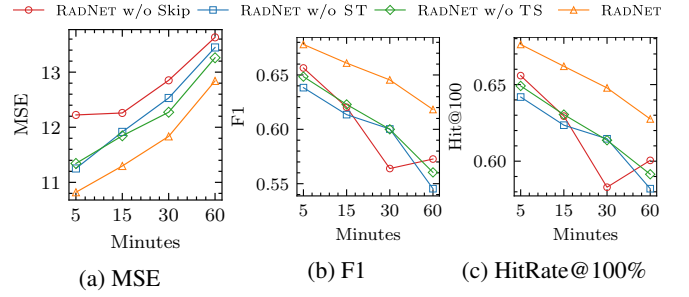 RADNET w/o Skip RADNET w/o ST RADNET w/o TS RADNET
MSE
13
12
11
5 15 30 60
Minutes
(a) MSE
F1
0.65
0.60
0.55
5 15 30 60
Minutes
(b) F1
Hit@100
0.65
0.60
5 15 30 60
Minutes
(c) HitRate@100%